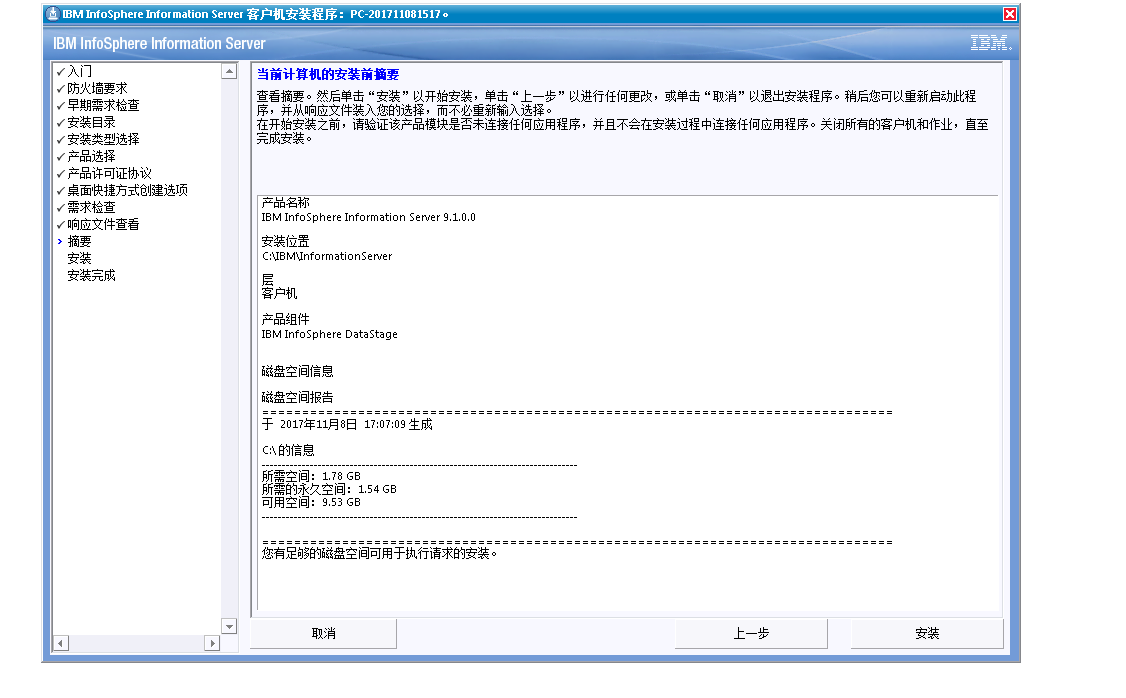 IBM InfoSphere Information Server 客户机安装程序：PC-201711081517。
IBM InfoSphere Information Server
IBM.
入门
防火墙要求
早期需求检查
安装目录
安装类型选择
产品选择
产品许可证协议
桌面快捷方式创建选项
需求检查
响应文件查看
摘要
安装
安装完成
当前计算机的安装前摘要
查看摘要。然后单击“安装”以开始安装，单击“上一步”以进行任何更改，或单击“取消”以退出安装程序。稍后您可以重新启动此程
序，并从响应文件装入您的选择，而不必重新输入选择。
在开始安装之前，请验证该产品模块是否未连接任何应用程序，并且不会在安装过程中连接任何应用程序。关闭所有的客户机和作业，直至
完成安装。
产品名称
IBM InfoSphere Information Server 9.1.0.0
安装位置
C:\IBM\InformationServer
层
客户机
产品组件
IBM InfoSphere DataStage
磁盘空间信息
磁盘空间报告
================================================================================
于 2017年11月8日 17:07:09 生成
C:\ 的信息
--------------------------------------------------------------------------------
所需空间：1.78 GB
所需的永久空间：1.54 GB
可用空间：9.53 GB
--------------------------------------------------------------------------------
================================================================================
您有足够的磁盘空间可用于执行请求的安装。
取消
上一步
安装